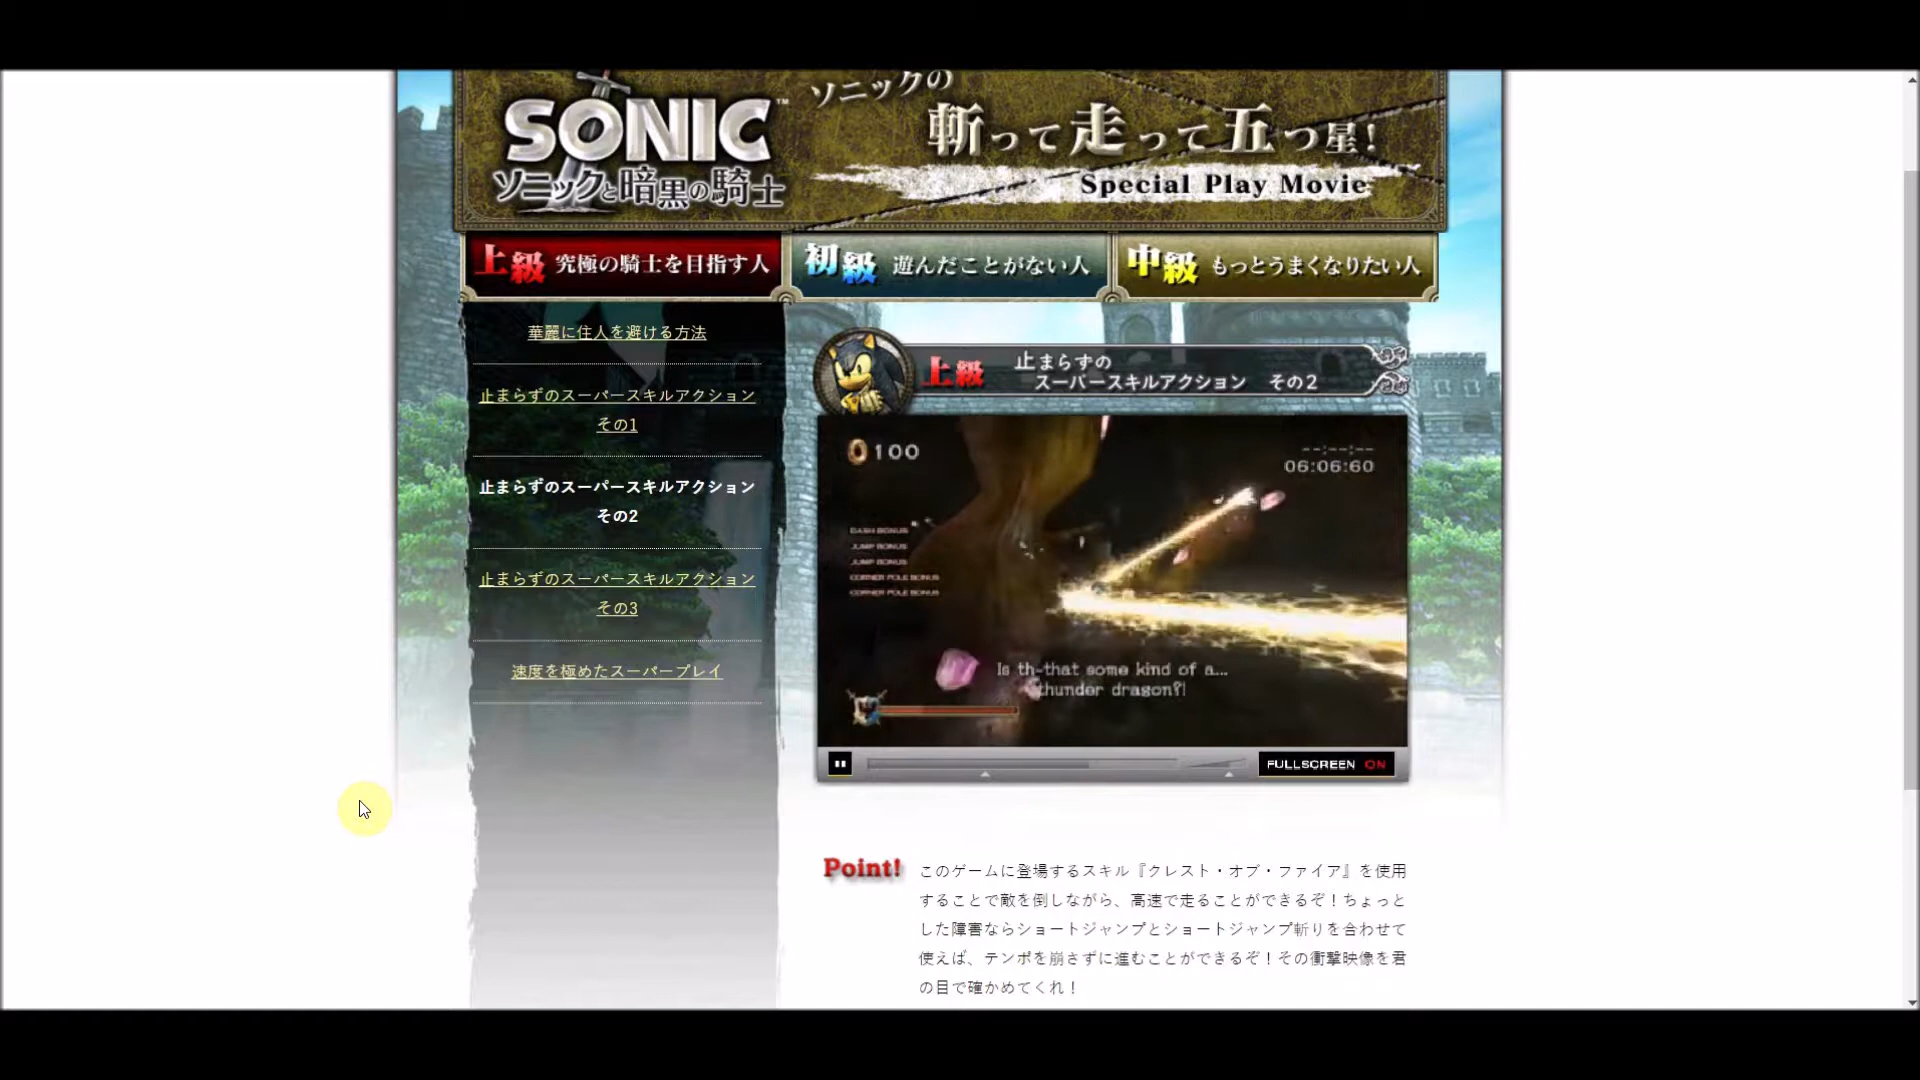 SONIC™
ソニックと暗黒の騎士
ソニックの
斬って走って五つ星!
Special Play Movie
上級 究極の騎士を目指す人
初級 遊んだことがない人
中級 もっとうまくなりたい人
華麗に住人を避ける方法
止まらずのスーパースキルアクション
その1
止まらずのスーパースキルアクション
その2
止まらずのスーパースキルアクション
その3
速度を極めたスーパープレイ
上級 止まらずの
スーパースキルアクション その2
100
--:--:--
06:06:60
DASH BONUS
JUMP BONUS
JUMP BONUS
CORNER POLE BONUS
CORNER POLE BONUS
Is th-that some kind of a...
thunder dragon?!
FULLSCREEN ON
Point!
このゲームに登場するスキル『クレスト・オブ・ファイア』を使用
することで敵を倒しながら、高速で走ることができるぞ！ちょっと
した障害ならショートジャンプとショートジャンプ斬りを合わせて
使えば、テンポを崩さずに進むことができるぞ！その衝撃映像を君
の目で確かめてくれ！